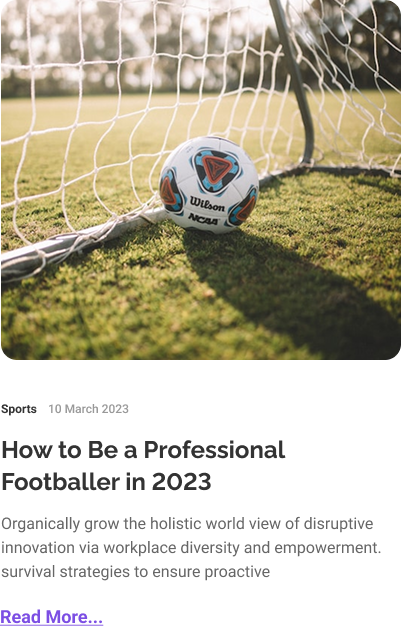 Wilson
NCAA
Sports 10 March 2023
How to Be a Professional
Footballer in 2023
Organically grow the holistic world view of disruptive
innovation via workplace diversity and empowerment.
survival strategies to ensure proactive
Read More...